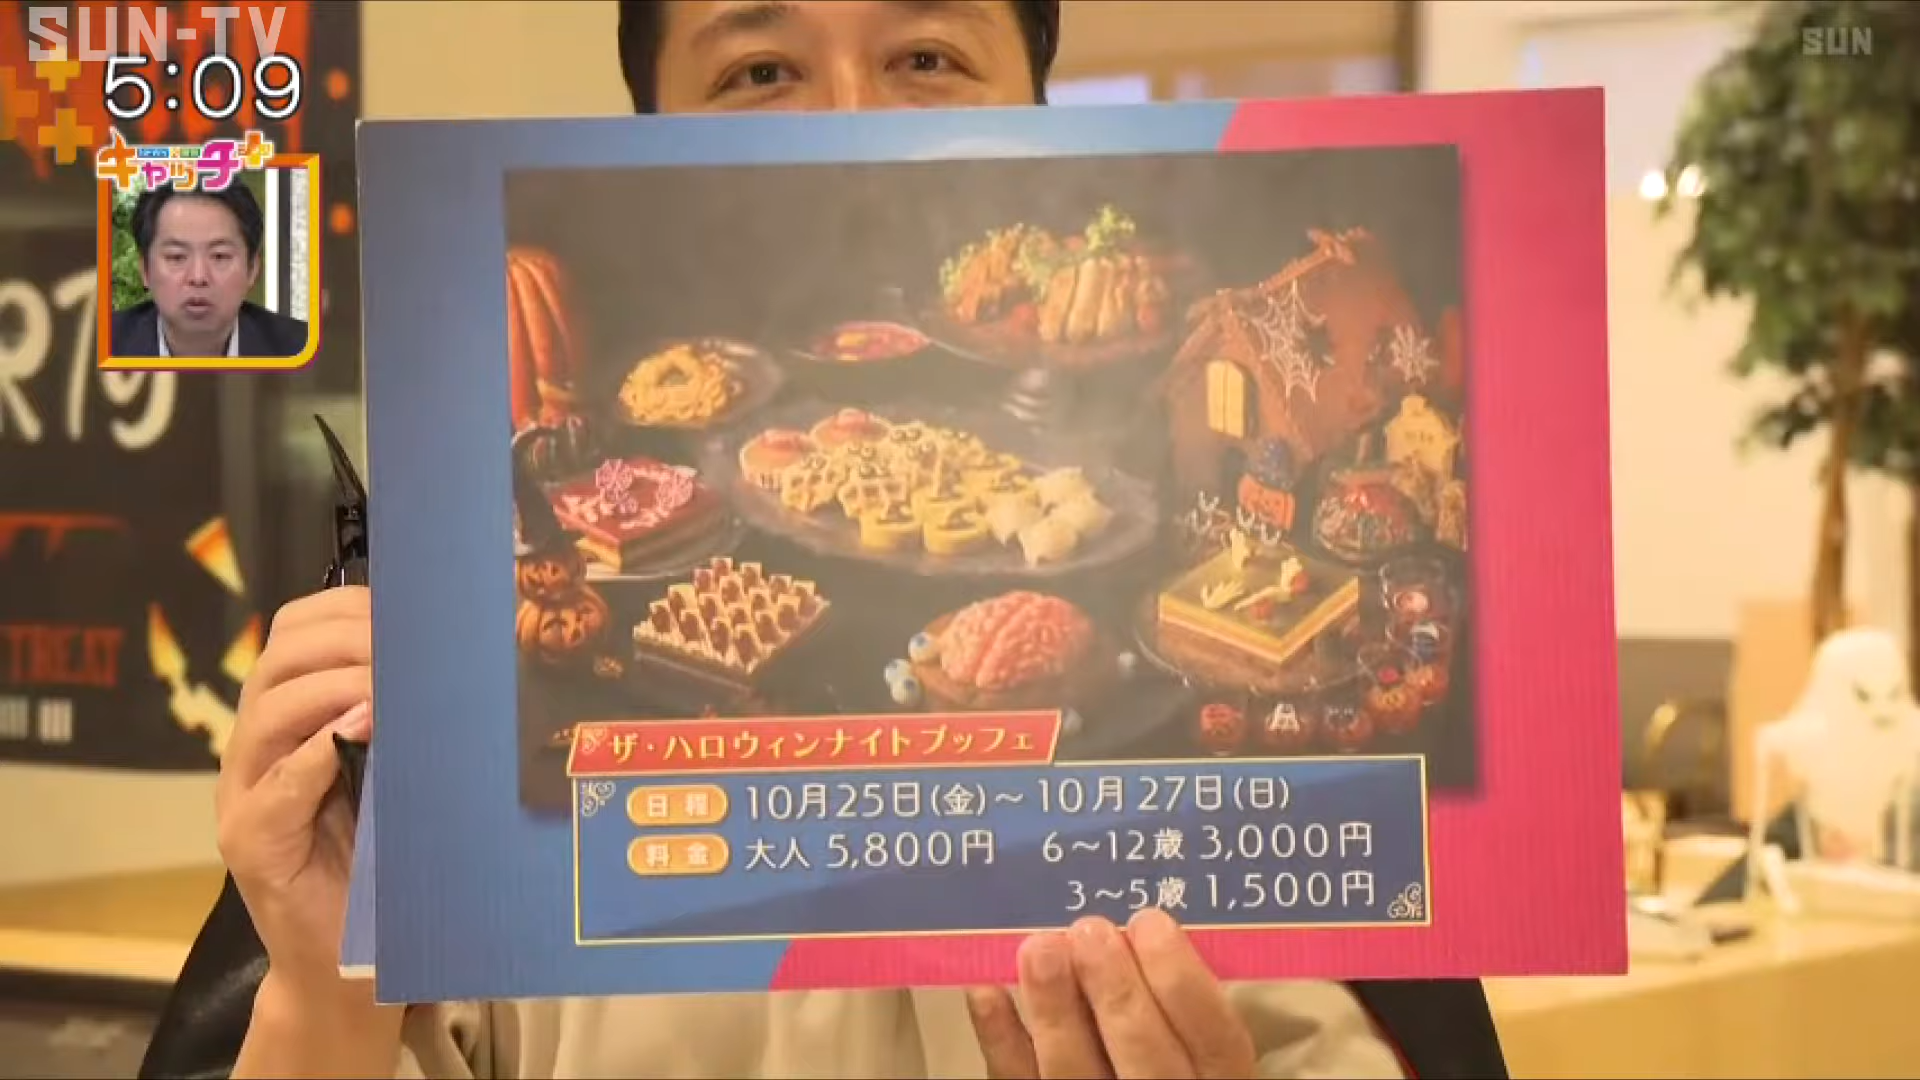 SUN-TV
SUN
5:09
キャッチ+
RTY
TREAT
ザ・ハロウィンナイトブッフェ
日程 10月25日(金)～10月27日(日)
料金 大人 5,800円 6～12歳 3,000円
3～5歳 1,500円